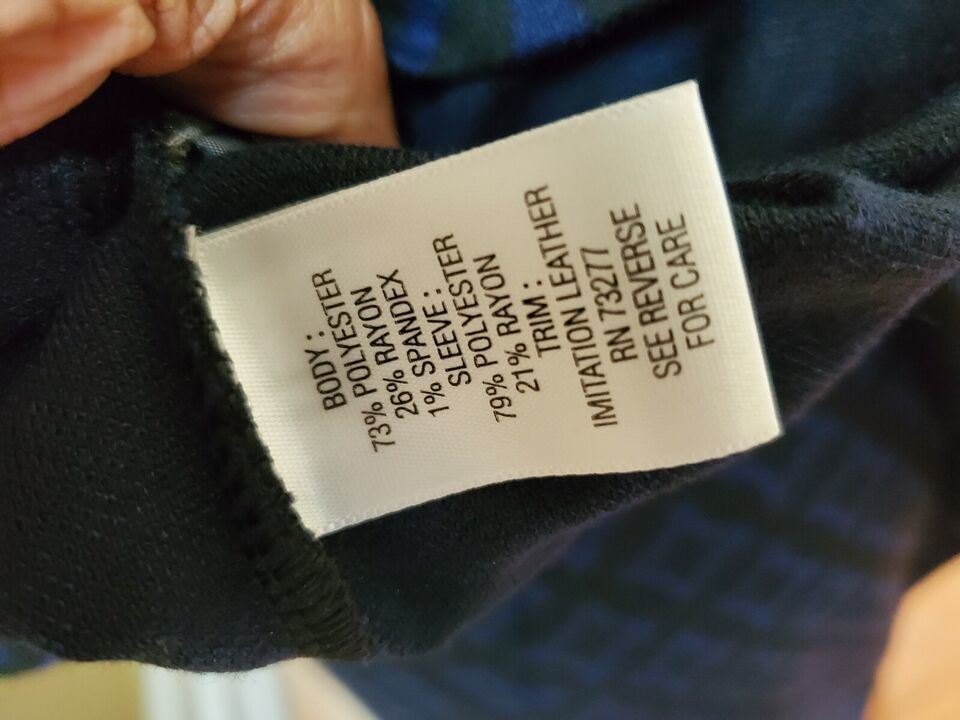 BODY :
73% POLYESTER
26% RAYON
1% SPANDEX
SLEEVE :
79% POLYESTER
21% RAYON
TRIM :
IMITATION LEATHER
RN 73277
SEE REVERSE
FOR CARE